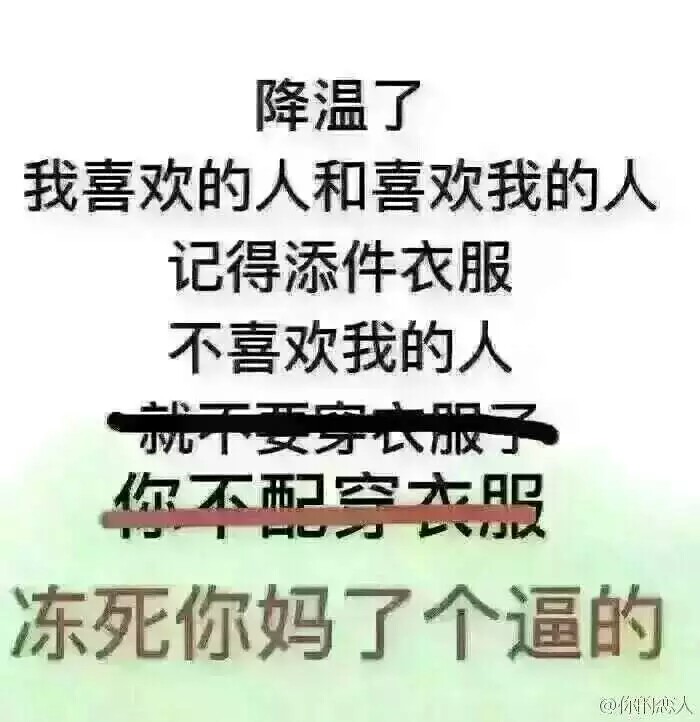 降温了
我喜欢的人和喜欢我的人
记得添件衣服
不喜欢我的人
就不要穿衣服了
你不配穿衣服
冻死你妈了个逼的
@你的恋人